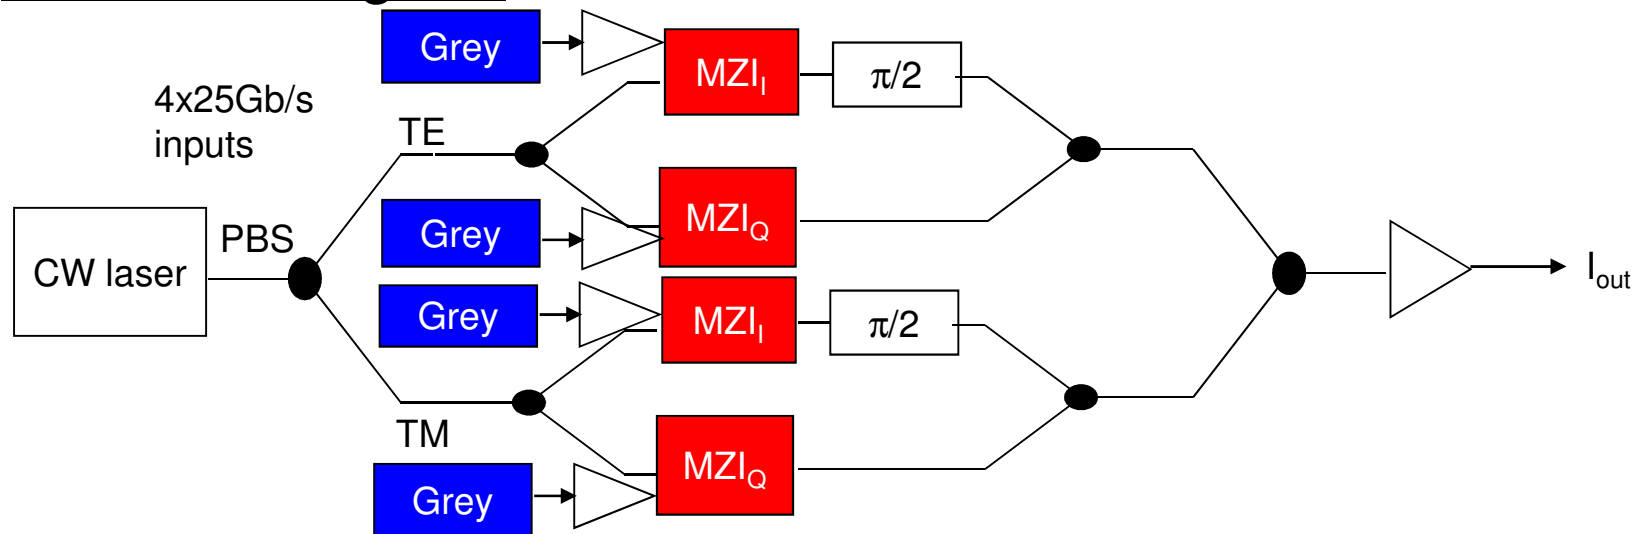 Grey
MZI_I
π/2
4x25Gb/s
inputs
TE
Grey
MZI_Q
PBS
CW laser
I_out
Grey
MZI_I
π/2
TM
Grey
MZI_Q